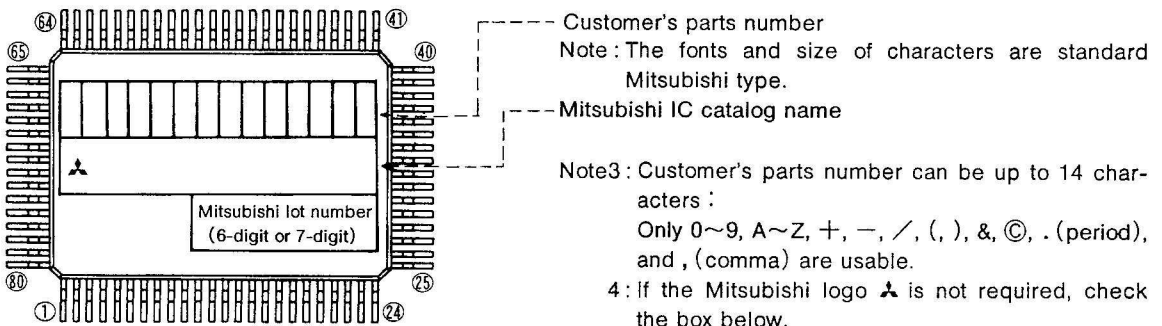 64
41
65
40
Mitsubishi lot number
(6-digit or 7-digit)
80
25
1
24
Customer's parts number
Note : The fonts and size of characters are standard
Mitsubishi type.
Mitsubishi IC catalog name
Note3 : Customer's parts number can be up to 14 char-
acters :
Only 0~9, A~Z, +, −, ／, (, ), &, ©, . (period),
and , (comma) are usable.
4 : If the Mitsubishi logo is not required, check
the box below.